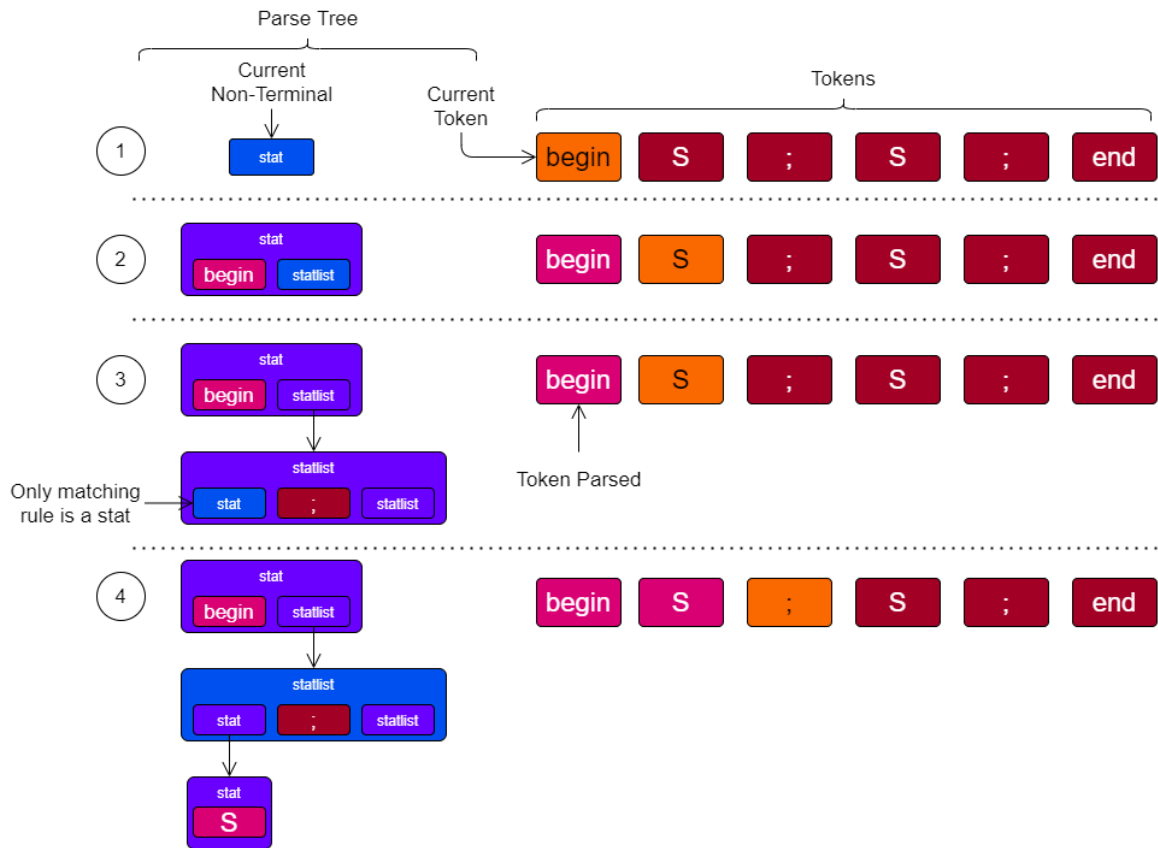 Parse Tree
Current
Non-Terminal
Current
Token
Tokens
1
stat
begin S ; S ; end
2
stat
begin statlist
begin S ; S ; end
3
stat
begin statlist
begin S ; S ; end
statlist
Only matching
rule is a stat
stat ; statlist
Token Parsed
4
stat
begin statlist
begin S ; S ; end
statlist
stat ; statlist
stat
S